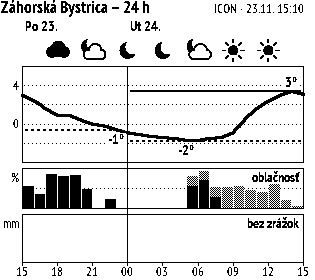 Záhorská Bystrica – 24 h
ICON - 23.11. 15:10
Po 23.
Ut 24.
4
3°
0
-1°
-2°
%
oblačnosť
mm
bez zrážok
15 18 21 00 03 06 09 12 15